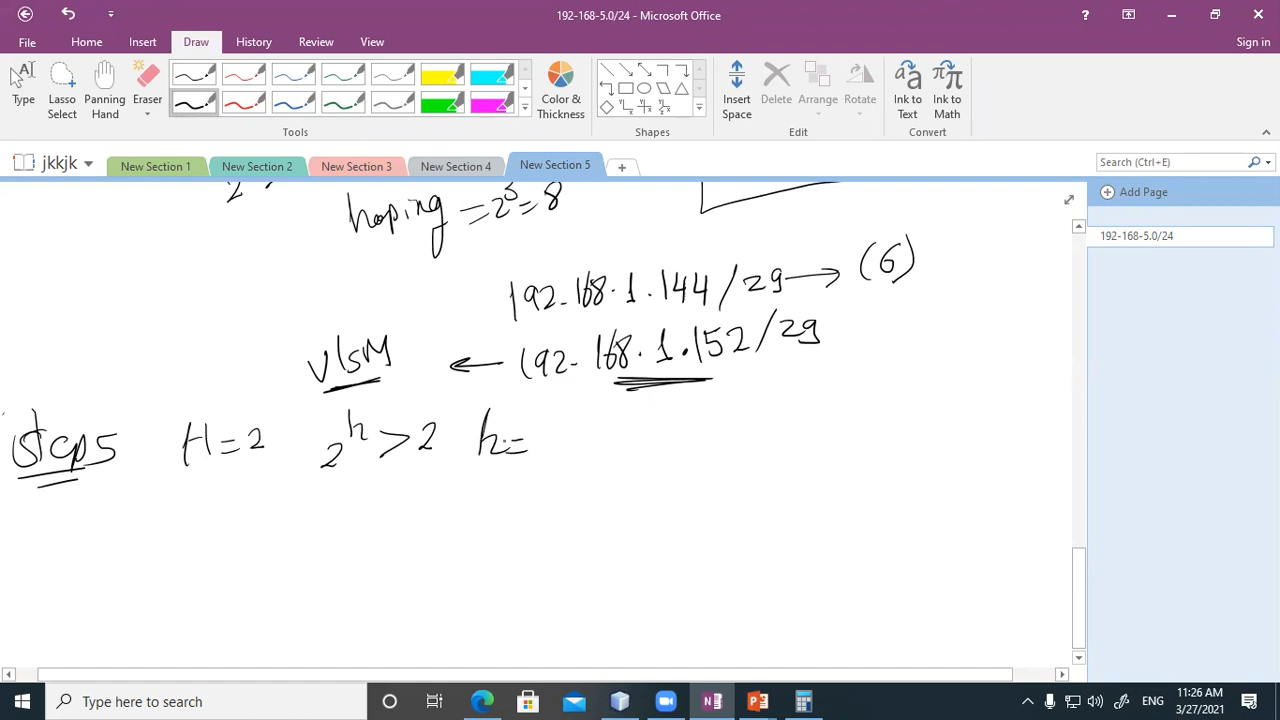 192-168-5.0/24 - Microsoft Office
File Home Insert Draw History Review View Sign in
Type Lasso Select Panning Hand Eraser Color & Thickness Insert Space Delete Arrange Rotate Ink to Text Ink to Math
Tools Shapes Edit Convert
jkkjk New Section 1 New Section 2 New Section 3 New Section 4 New Section 5 Search (Ctrl+E)
Add Page
192-168-5.0/24
hoping = 2^3 = 8
192-168.1.144/29 → (6)
VlSM ← 192-168.1.152/29
Step5 H=2 2^h > 2 h=
Type here to search
ENG 11:26 AM
3/27/2021